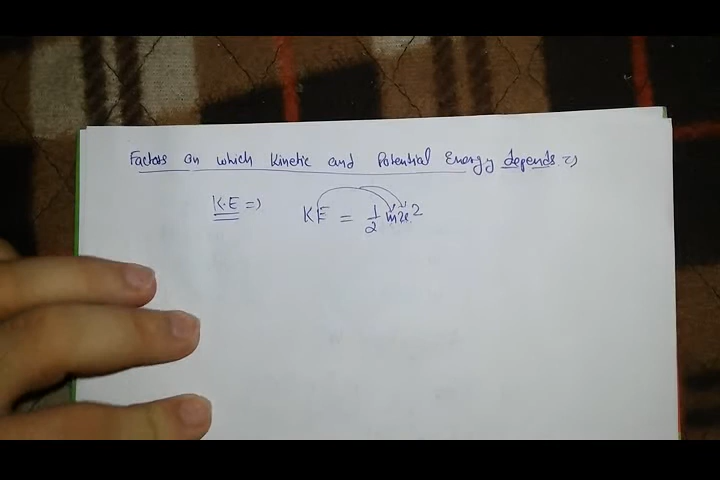 Factors on which Kinetic and Potential Energy depends =>
K.E => KE = 1/2 mv2